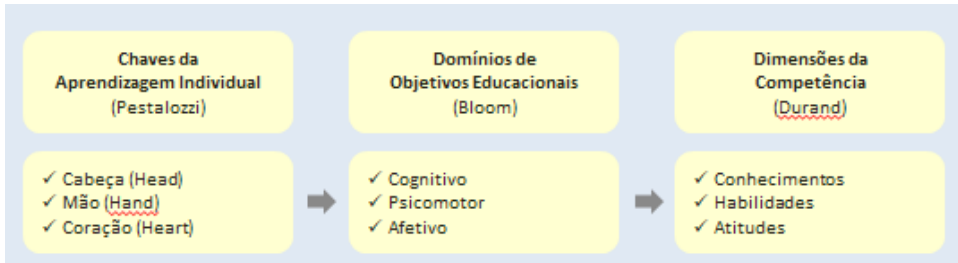 Chaves da
Aprendizagem Individual
(Pestalozzi)
Domínios de
Objetivos Educacionais
(Bloom)
Dimensões da
Competência
(Durand)
✓ Cabeça (Head)
✓ Mão (Hand)
✓ Coração (Heart)
✓ Cognitivo
✓ Psicomotor
✓ Afetivo
✓ Conhecimentos
✓ Habilidades
✓ Atitudes